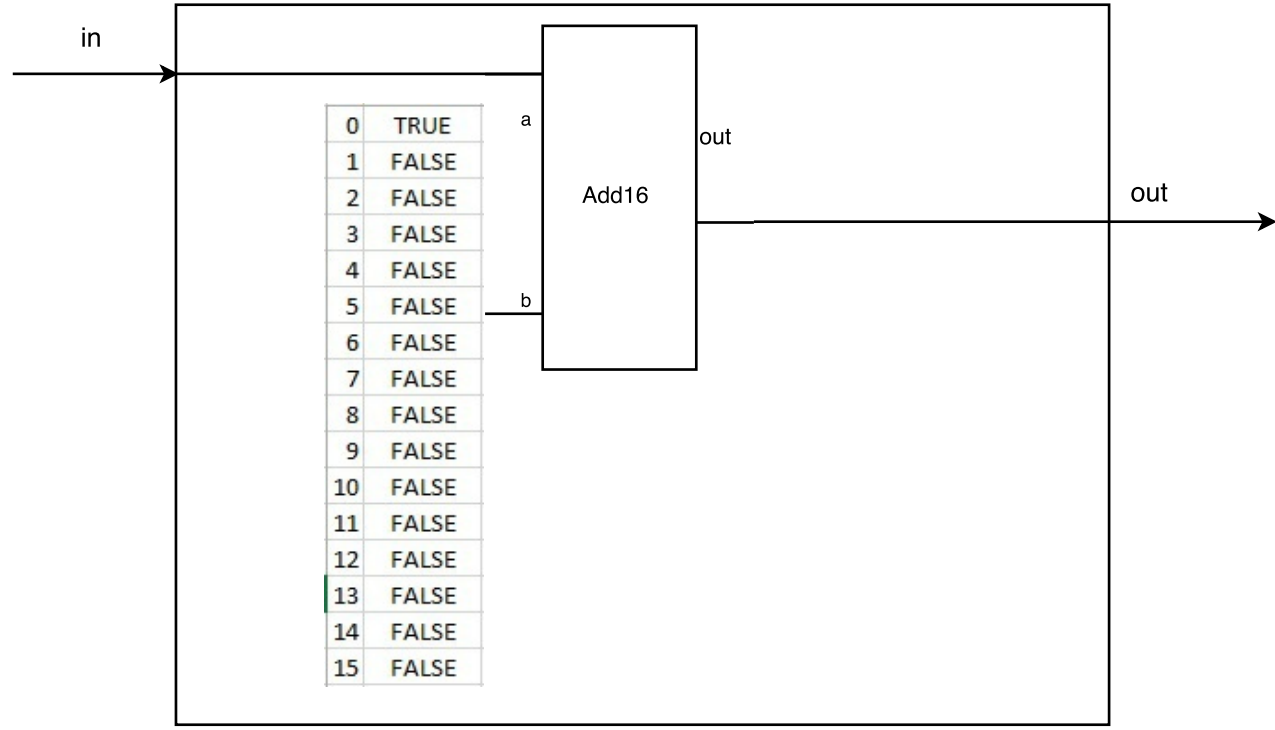 in
0 TRUE
1 FALSE
2 FALSE
3 FALSE
4 FALSE
5 FALSE
6 FALSE
7 FALSE
8 FALSE
9 FALSE
10 FALSE
11 FALSE
12 FALSE
13 FALSE
14 FALSE
15 FALSE
a
b
Add16
out
out